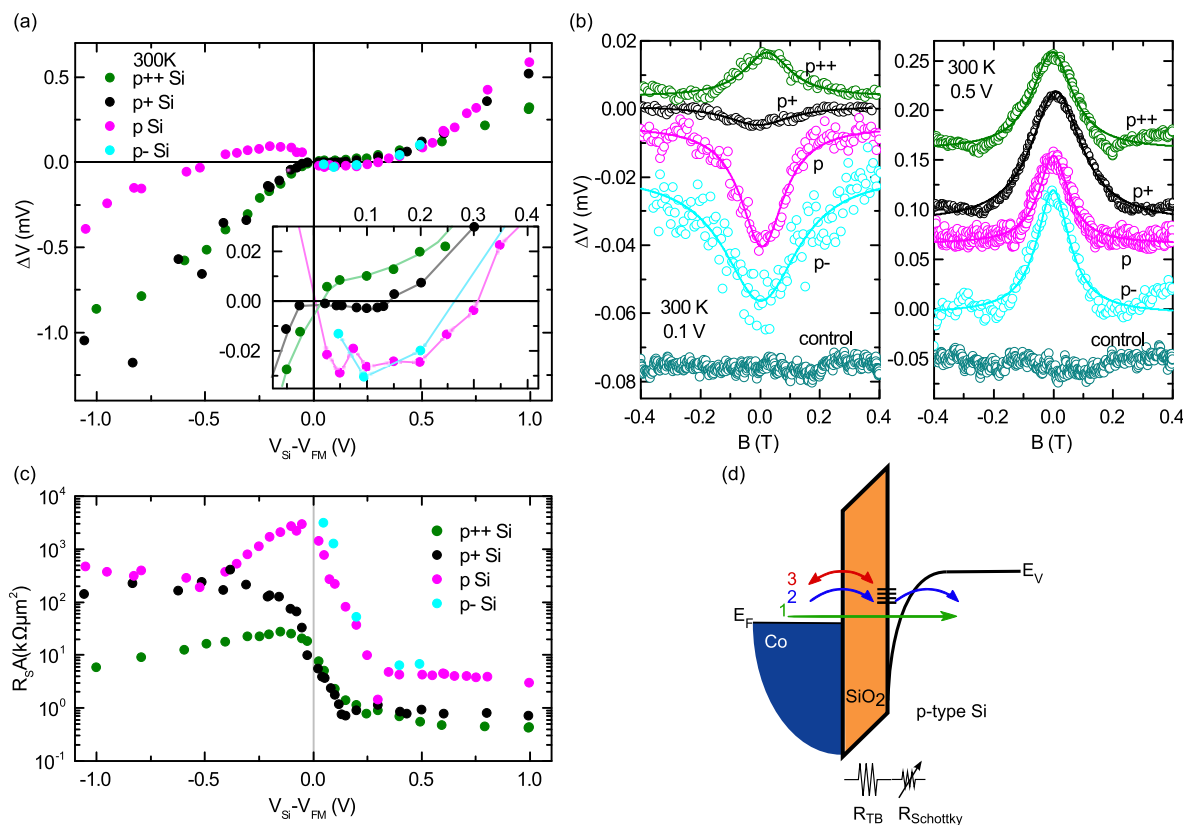 (a)
300K
p++ Si
p+ Si
p Si
p- Si
0.5
0.0
-0.5
-1.0
ΔV (mV)
-1.0
-0.5
0.0
0.5
1.0
V_Si-V_FM (V)
0.1
0.2
0.3
0.4
0.00
-0.02
(b)
0.02
0.00
-0.02
-0.04
-0.06
-0.08
ΔV (mV)
p++
p+
p
p-
300 K
0.1 V
control
-0.4
-0.2
0.0
0.2
0.4
B (T)
300 K
0.5 V
0.25
0.20
0.15
0.10
0.05
0.00
-0.05
p++
p+
p
p-
control
-0.4
-0.2
0.0
0.2
0.4
B (T)
(c)
10^4
10^3
10^2
10^1
10^0
10^-1
R_SA(kΩμm²)
p++ Si
p+ Si
p Si
p- Si
-1.0
-0.5
0.0
0.5
1.0
V_Si-V_FM (V)
(d)
3
2
1
E_F
E_V
Co
SiO2
p-type Si
R_TB
R_Schottky